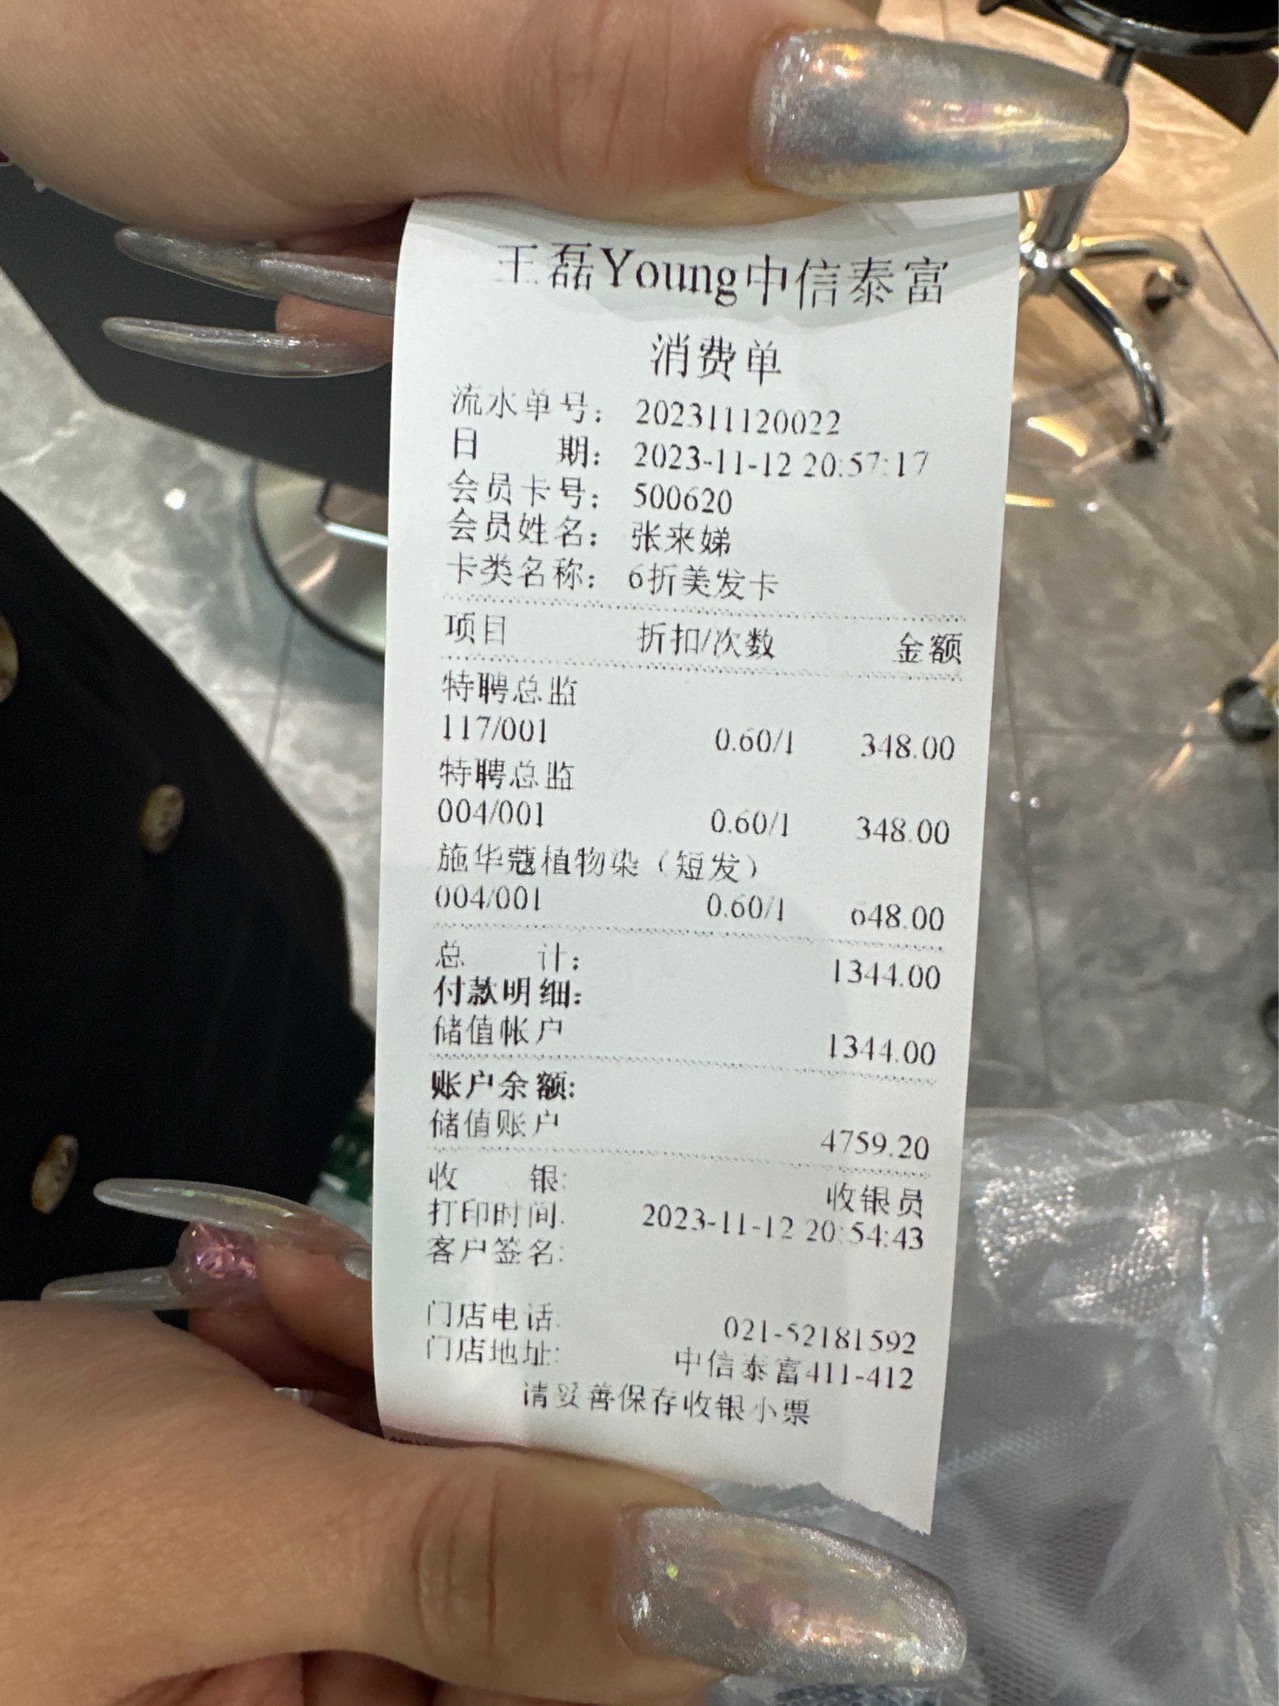 王磊Young中信泰富
消费单
流水单号： 202311120022
日 期： 2023-11-12 20:57:17
会员卡号： 500620
会员姓名： 张来娣
卡类名称： 6折美发卡
项目 折扣/次数 金额
特聘总监
117/001 0.60/1 348.00
特聘总监
004/001 0.60/1 348.00
施华蔻植物染（短发）
004/001 0.60/1 648.00
总 计： 1344.00
付款明细:
储值帐户 1344.00
账户余额:
储值账户 4759.20
收 银: 收银员
打印时间: 2023-11-12 20:54:43
客户签名:
门店电话: 021-52181592
门店地址: 中信泰富411-412
请妥善保存收银小票